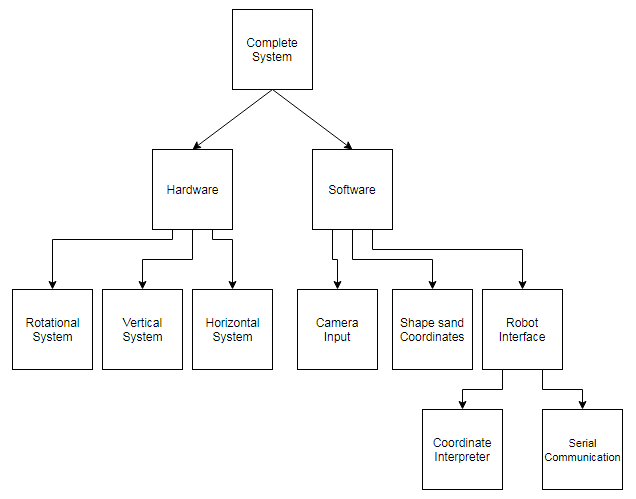 Complete
System
Hardware
Software
Rotational
System
Vertical
System
Horizontal
System
Camera
Input
Shape sand
Coordinates
Robot
Interface
Coordinate
Interpreter
Serial
Communication